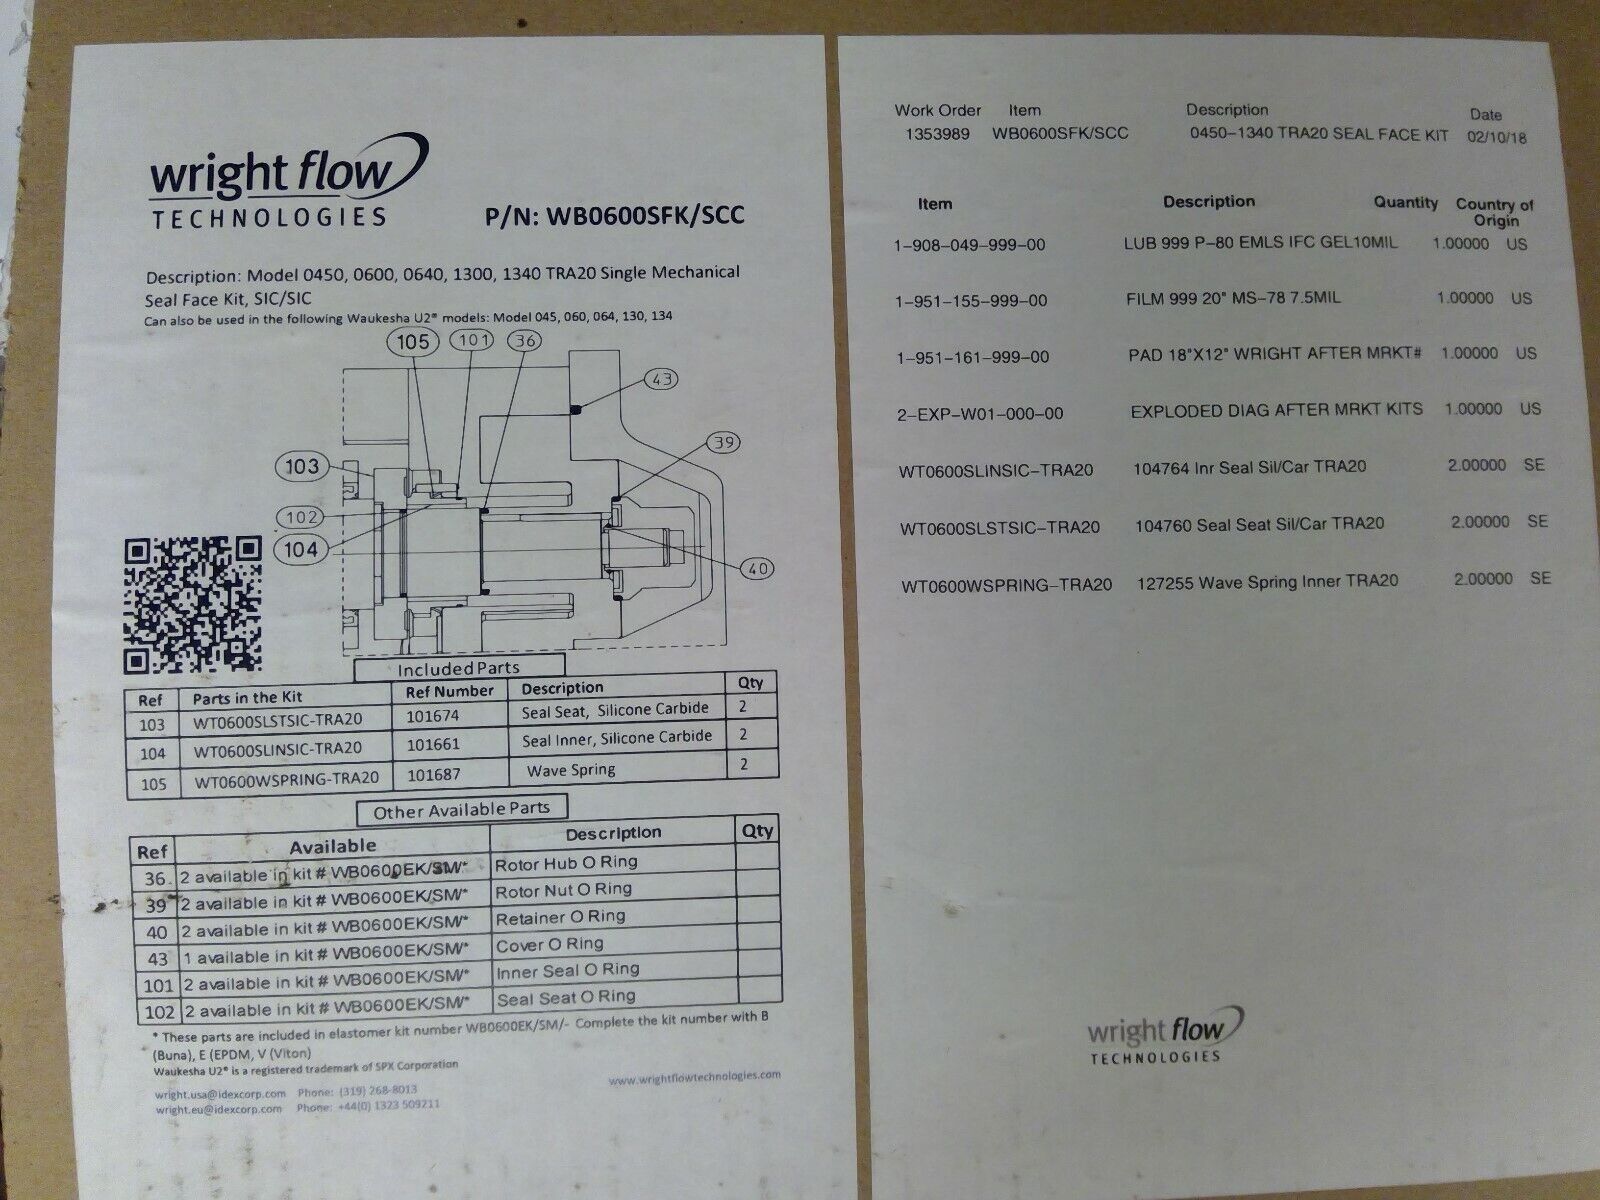 wright flow
TECHNOLOGIES
P/N: WB0600SFK/SCC
Description: Model 0450, 0600, 0640, 1300, 1340 TRA20 Single Mechanical
Seal Face Kit, SIC/SIC
Can also be used in the following Waukesha U2® models: Model 045, 060, 064, 130, 134
105 101 36
43
39
103
102
104
40
Included Parts
Ref Parts in the Kit Ref Number Description Qty
103 WT0600SLSTSIC-TRA20 101674 Seal Seat, Silicone Carbide 2
104 WT0600SLINSIC-TRA20 101661 Seal Inner, Silicone Carbide 2
105 WT0600WSPRING-TRA20 101687 Wave Spring 2
Other Available Parts
Ref Available Description Qty
36 2 available in kit # WB0600EK/SM/* Rotor Hub O Ring
39 2 available in kit # WB0600EK/SM/* Rotor Nut O Ring
40 2 available in kit # WB0600EK/SM/* Retainer O Ring
43 1 available in kit # WB0600EK/SM/* Cover O Ring
101 2 available in kit # WB0600EK/SM/* Inner Seal O Ring
102 2 available in kit # WB0600EK/SM/* Seal Seat O Ring
* These parts are included in elastomer kit number WB0600EK/SM/- Complete the kit number with B
(Buna), E (EPDM, V (Viton)
Waukesha U2® is a registered trademark of SPX Corporation
wright.usa@idexcorp.com Phone: (319) 268-8013
wright.eu@idexcorp.com Phone: +44(0) 1323 509211
www.wrightflowtechnologies.com
Work Order Item Description Date
1353989 WB0600SFK/SCC 0450-1340 TRA20 SEAL FACE KIT 02/10/18
Item Description Quantity Country of
Origin
1-908-049-999-00 LUB 999 P-80 EMLS IFC GEL10MIL 1.00000 US
1-951-155-999-00 FILM 999 20" MS-78 7.5MIL 1.00000 US
1-951-161-999-00 PAD 18"X12" WRIGHT AFTER MRKT# 1.00000 US
2-EXP-W01-000-00 EXPLODED DIAG AFTER MRKT KITS 1.00000 US
WT0600SLINSIC-TRA20 104764 Inr Seal Sil/Car TRA20 2.00000 SE
WT0600SLSTSIC-TRA20 104760 Seal Seat Sil/Car TRA20 2.00000 SE
WT0600WSPRING-TRA20 127255 Wave Spring Inner TRA20 2.00000 SE
wright flow
TECHNOLOGIES